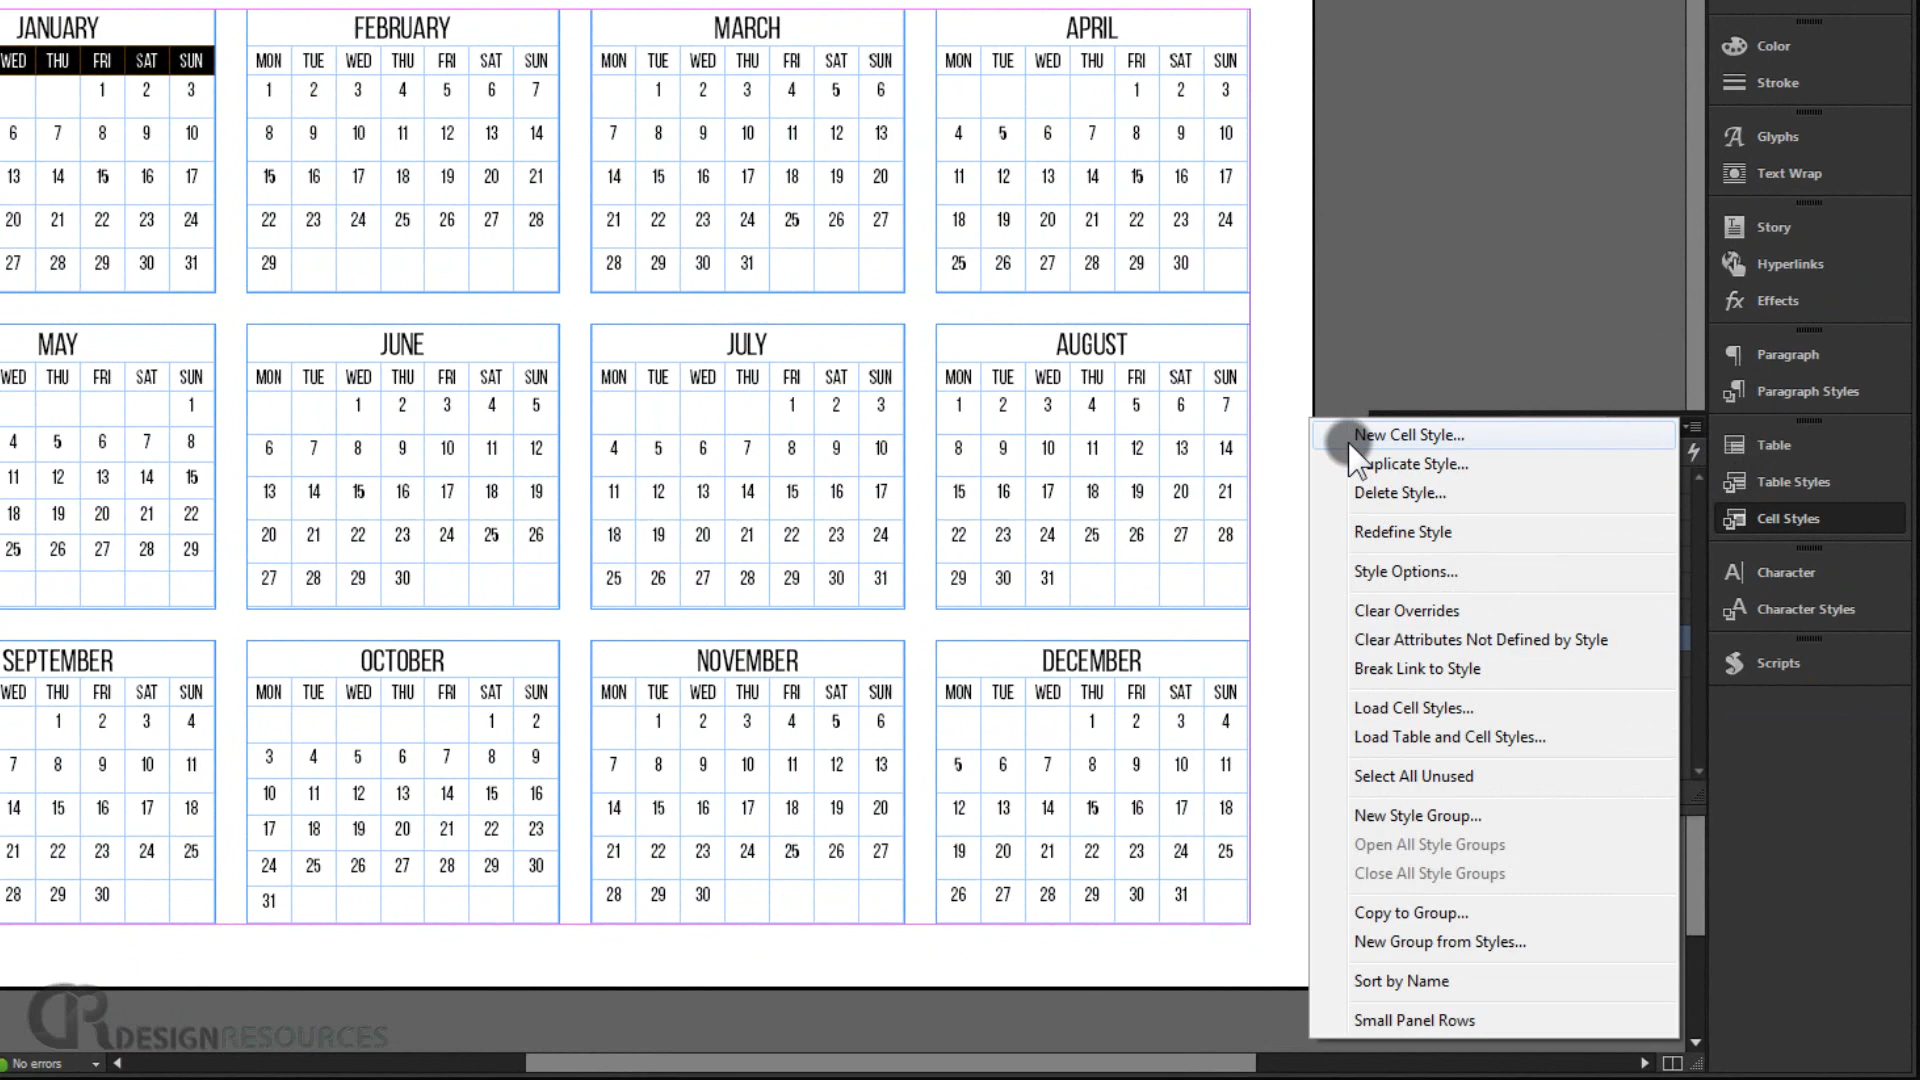 JANUARY FEBRUARY MARCH APRIL
WED THU FRI SAT SUN MON TUE WED THU FRI SAT SUN MON TUE WED THU FRI SAT SUN MON TUE WED THU FRI SAT SUN
1 2 3 1 2 3 4 5 6 7 1 2 3 4 5 6 1 2 3
6 7 8 9 10 8 9 10 11 12 13 14 7 8 9 10 11 12 13 4 5 6 7 8 9 10
13 14 15 16 17 15 16 17 18 19 20 21 14 15 16 17 18 19 20 11 12 13 14 15 16 17
20 21 22 23 24 22 23 24 25 26 27 28 21 22 23 24 25 26 27 18 19 20 21 22 23 24
27 28 29 30 31 29 28 29 30 31 25 26 27 28 29 30
MAY JUNE JULY AUGUST
WED THU FRI SAT SUN MON TUE WED THU FRI SAT SUN MON TUE WED THU FRI SAT SUN MON TUE WED THU FRI SAT SUN
1 1 2 3 4 5 1 2 3 1 2 3 4 5 6 7
4 5 6 7 8 6 7 8 9 10 11 12 4 5 6 7 8 9 10 8 9 10 11 12 13 14
11 12 13 14 15 13 14 15 16 17 18 19 11 12 13 14 15 16 17 15 16 17 18 19 20 21
18 19 20 21 22 20 21 22 23 24 25 26 18 19 20 21 22 23 24 22 23 24 25 26 27 28
25 26 27 28 29 27 28 29 30 25 26 27 28 29 30 31 29 30 31
SEPTEMBER OCTOBER NOVEMBER DECEMBER
WED THU FRI SAT SUN MON TUE WED THU FRI SAT SUN MON TUE WED THU FRI SAT SUN MON TUE WED THU FRI SAT SUN
1 2 3 4 1 2 1 2 3 4 5 6 1 2 3 4
7 8 9 10 11 3 4 5 6 7 8 9 7 8 9 10 11 12 13 5 6 7 8 9 10 11
14 15 16 17 18 10 11 12 13 14 15 16 14 15 16 17 18 19 20 12 13 14 15 16 17 18
21 22 23 24 25 17 18 19 20 21 22 23 21 22 23 24 25 26 27 19 20 21 22 23 24 25
28 29 30 24 25 26 27 28 29 30 28 29 30 26 27 28 29 30 31
31
DESIGNRESOURCES
No errors
New Cell Style...
Duplicate Style...
Delete Style...
Redefine Style
Style Options...
Clear Overrides
Clear Attributes Not Defined by Style
Break Link to Style
Load Cell Styles...
Load Table and Cell Styles...
Select All Unused
New Style Group...
Open All Style Groups
Close All Style Groups
Copy to Group...
New Group from Styles...
Sort by Name
Small Panel Rows
Color
Stroke
Glyphs
Text Wrap
Story
Hyperlinks
Effects
Paragraph
Paragraph Styles
Table
Table Styles
Cell Styles
Character
Character Styles
Scripts